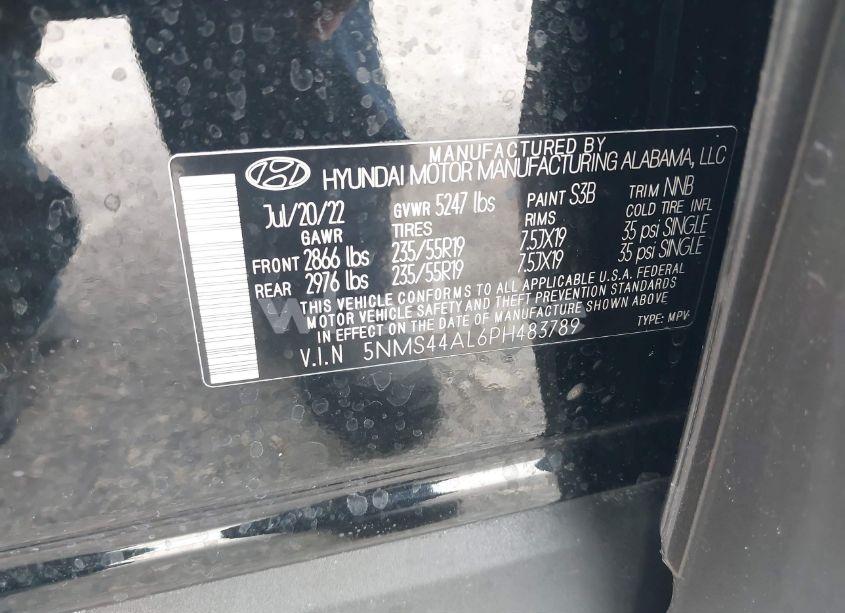 MANUFACTURED BY
HYUNDAI MOTOR MANUFACTURING ALABAMA, LLC
Jul/20/22 GVWR 5247 lbs PAINT S3B TRIM NNB
GAWR TIRES RIMS COLD TIRE INFL
FRONT 2866 lbs 235/55R19 7.5JX19 35 psi SINGLE
REAR 2976 lbs 235/55R19 7.5JX19 35 psi SINGLE
THIS VEHICLE CONFORMS TO ALL APPLICABLE U.S.A. FEDERAL
MOTOR VEHICLE SAFETY AND THEFT PREVENTION STANDARDS
IN EFFECT ON THE DATE OF MANUFACTURE SHOWN ABOVE
V.I.N 5NMS44AL6PH483789 TYPE: MPV